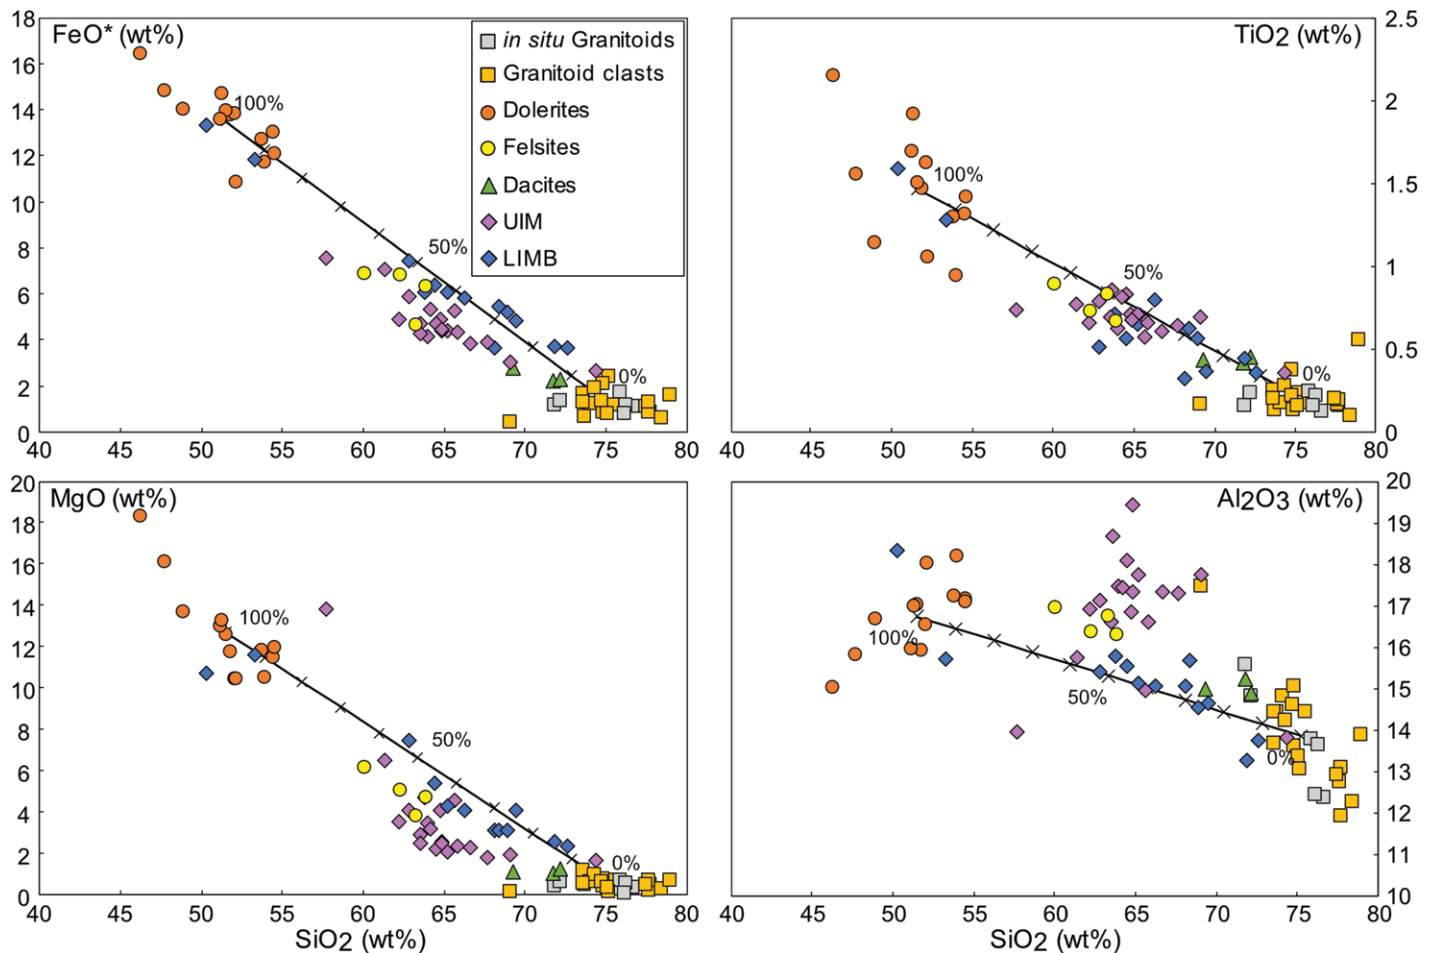 FeO* (wt%)
18
16
14
12
10
8
6
4
2
0
100%
50%
0%
40 45 50 55 60 65 70 75 80
in situ Granitoids
Granitoid clasts
Dolerites
Felsites
Dacites
UIM
LIMB
TiO2 (wt%)
2.5
2
1.5
1
0.5
0
100%
50%
0%
40 45 50 55 60 65 70 75 80
MgO (wt%)
20
18
16
14
12
10
8
6
4
2
0
100%
50%
0%
40 45 50 55 60 65 70 75 80
SiO2 (wt%)
Al2O3 (wt%)
20
19
18
17
16
15
14
13
12
11
10
100%
50%
0%
40 45 50 55 60 65 70 75 80
SiO2 (wt%)